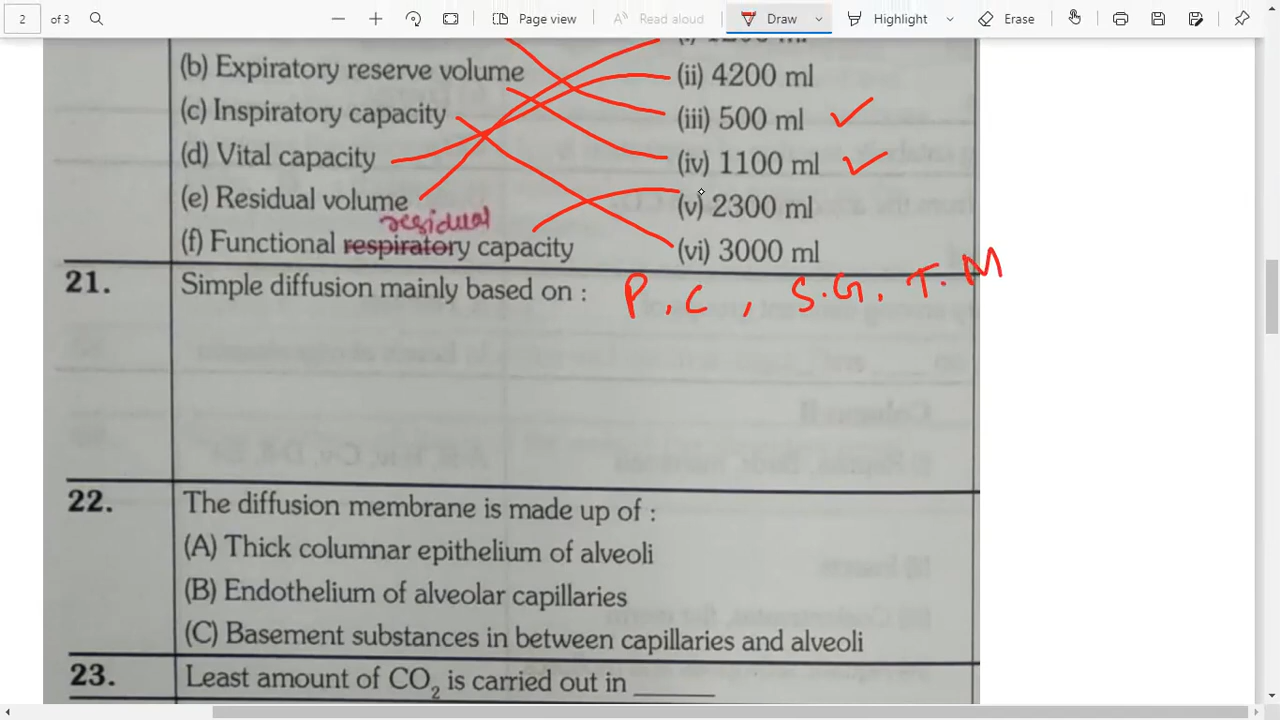 2 of 3 Page view Read aloud Draw Highlight Erase
(b) Expiratory reserve volume (ii) 4200 ml
(c) Inspiratory capacity (iii) 500 ml
(d) Vital capacity (iv) 1100 ml
(e) Residual volume (v) 2300 ml
residual
(f) Functional respiratory capacity (vi) 3000 ml
21. Simple diffusion mainly based on : P.C, S.G, T.M
22. The diffusion membrane is made up of :
(A) Thick columnar epithelium of alveoli
(B) Endothelium of alveolar capillaries
(C) Basement substances in between capillaries and alveoli
23. Least amount of CO2 is carried out in ______